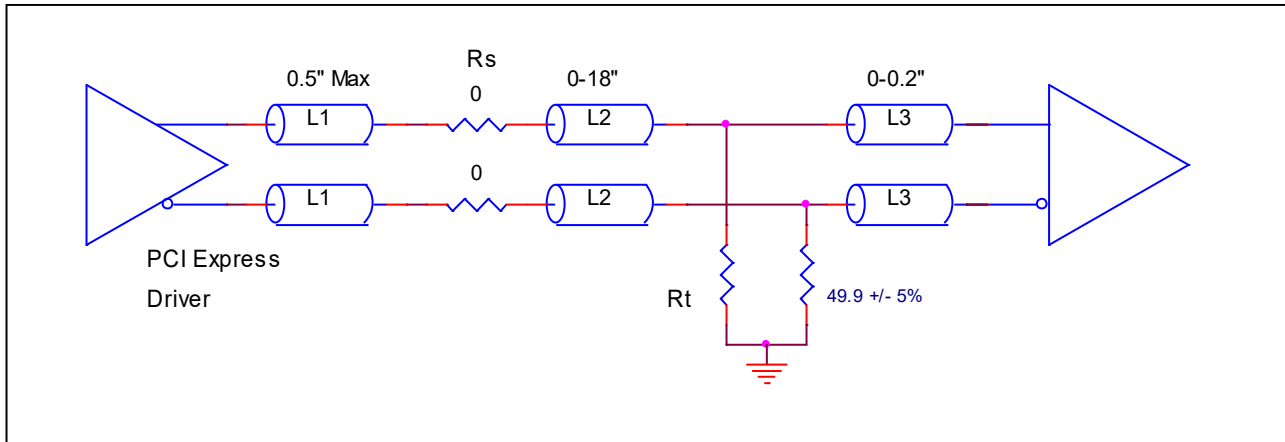 Rs
0.5" Max
0
0-18"
0-0.2"
L1
L2
L3
0
L1
L2
L3
PCI Express
Driver
Rt
49.9 +/- 5%